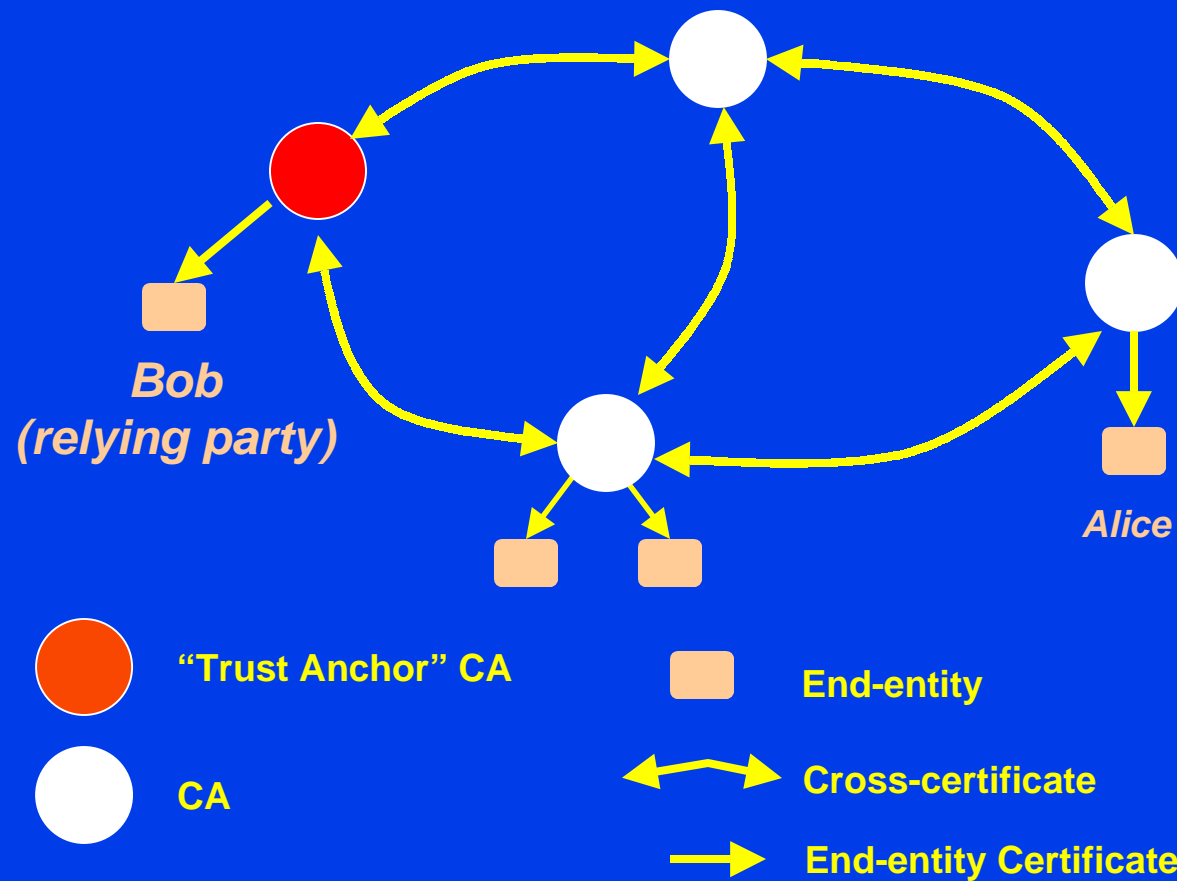 Bob
(relying party)
Alice
“Trust Anchor” CA
End-entity
CA
Cross-certificate
End-entity Certificate